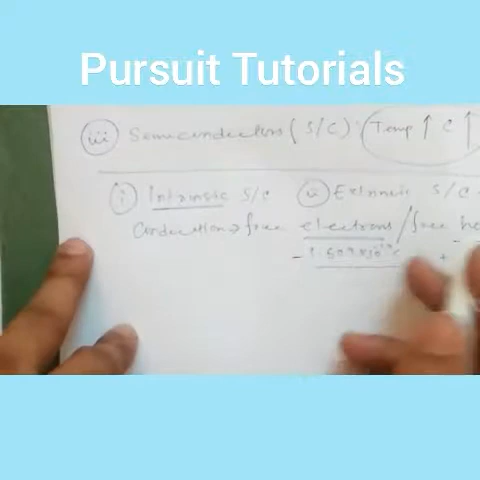 Pursuit Tutorials
(iii) Semiconductors (S/C) : Temp ↑ C ↑
(i) Intrinsic S/C (ii) Extrinsic S/C
Conduction → free electrons / free
+